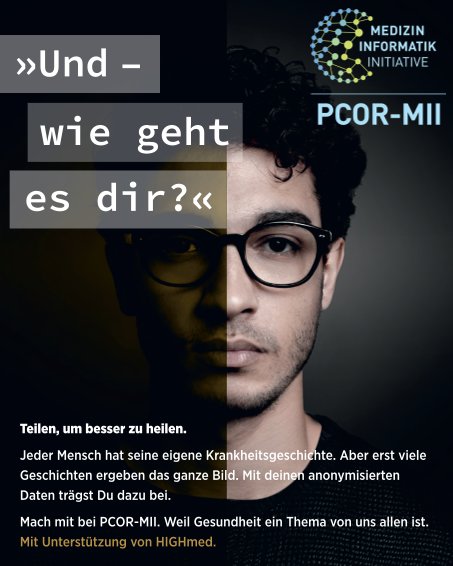 »Und –
wie geht
es dir?«
MEDIZIN
INFORMATIK
INITIATIVE
PCOR-MII
Teilen, um besser zu heilen.
Jeder Mensch hat seine eigene Krankheitsgeschichte. Aber erst viele
Geschichten ergeben das ganze Bild. Mit deinen anonymisierten
Daten trägst Du dazu bei.
Mach mit bei PCOR-MII. Weil Gesundheit ein Thema von uns allen ist.
Mit Unterstützung von HIGHmed.